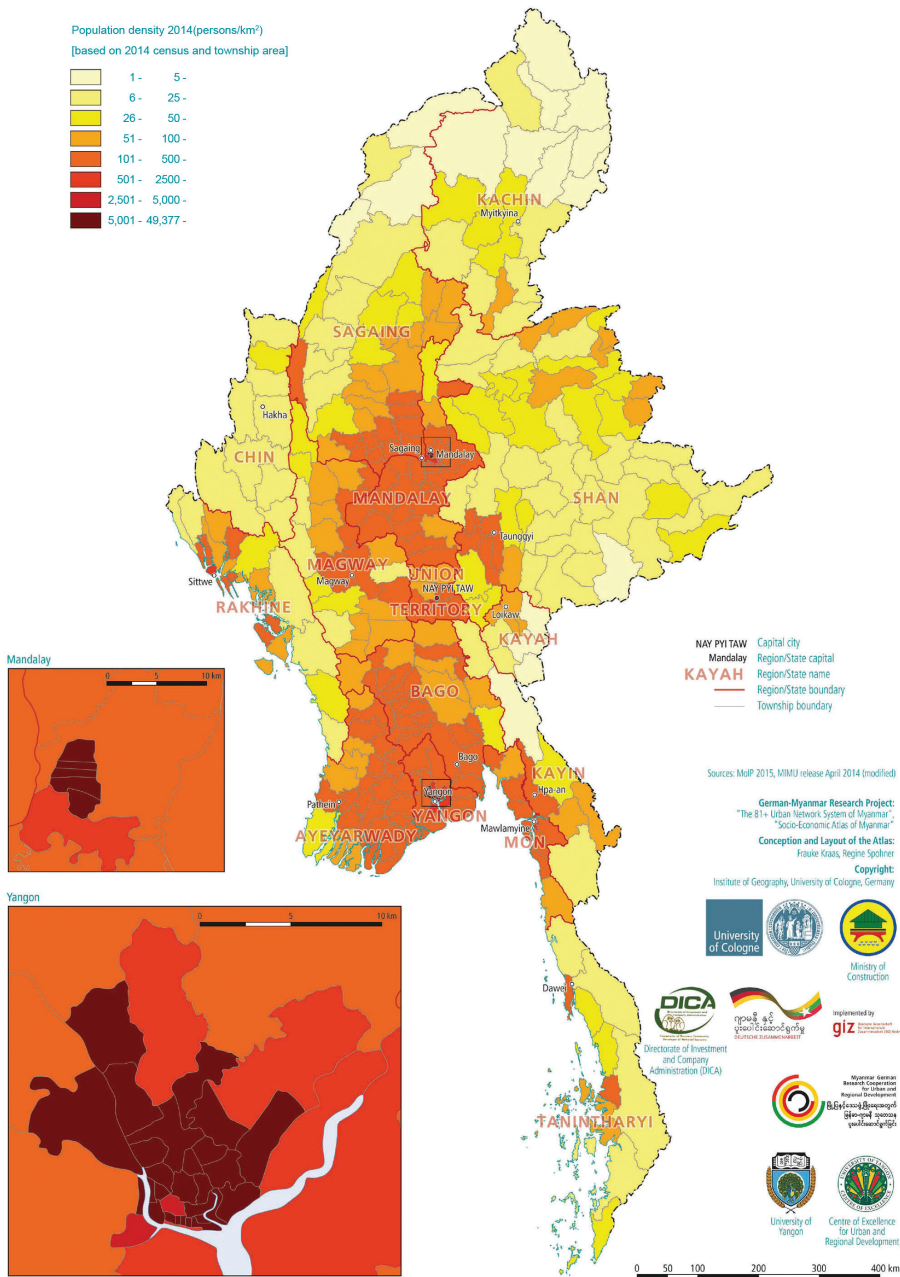 Population density 2014(persons/km²)
[based on 2014 census and township area]
1 - 5 -
6 - 25 -
26 - 50 -
51 - 100 -
101 - 500 -
501 - 2500 -
2,501 - 5,000 -
5,001 - 49,377 -
KACHIN
Myitkyina
SAGAING
Hakha
CHIN
Sagaing
Mandalay
MANDALAY
SHAN
Taunggyi
MAGWAY
Magway
UNION
NAY PYI TAW
TERRITORY
Sittwe
RAKHINE
Loikaw
KAYAH
BAGO
Bago
KAYIN
Hpa-an
Yangon
YANGON
Pathein
AYEYARWADY
Mawlamyine
MON
Dawei
TANINTHARYI
NAY PYI TAW Capital city
Mandalay Region/State capital
KAYAH Region/State name
Region/State boundary
Township boundary
Mandalay
0 5 10 km
Yangon
0 5 10 km
Sources: MoIP 2015, MIMU release April 2014 (modified)
German-Myanmar Research Project:
"The 81+ Urban Network System of Myanmar",
"Socio-Economic Atlas of Myanmar"
Conception and Layout of the Atlas:
Frauke Kraas, Regine Spohner
Copyright:
Institute of Geography, University of Cologne, Germany
University
of Cologne
Ministry of
Construction
DICA
Directorate of Investment
and Company
Administration (DICA)
DEUTSCHE ZUSAMMENARBEIT
Implemented by
giz
Myanmar German
Research Cooperation
for Urban and
Regional Development
University of
Yangon
Centre of Excellence
for Urban and
Regional Development
0 50 100 200 300 400 km